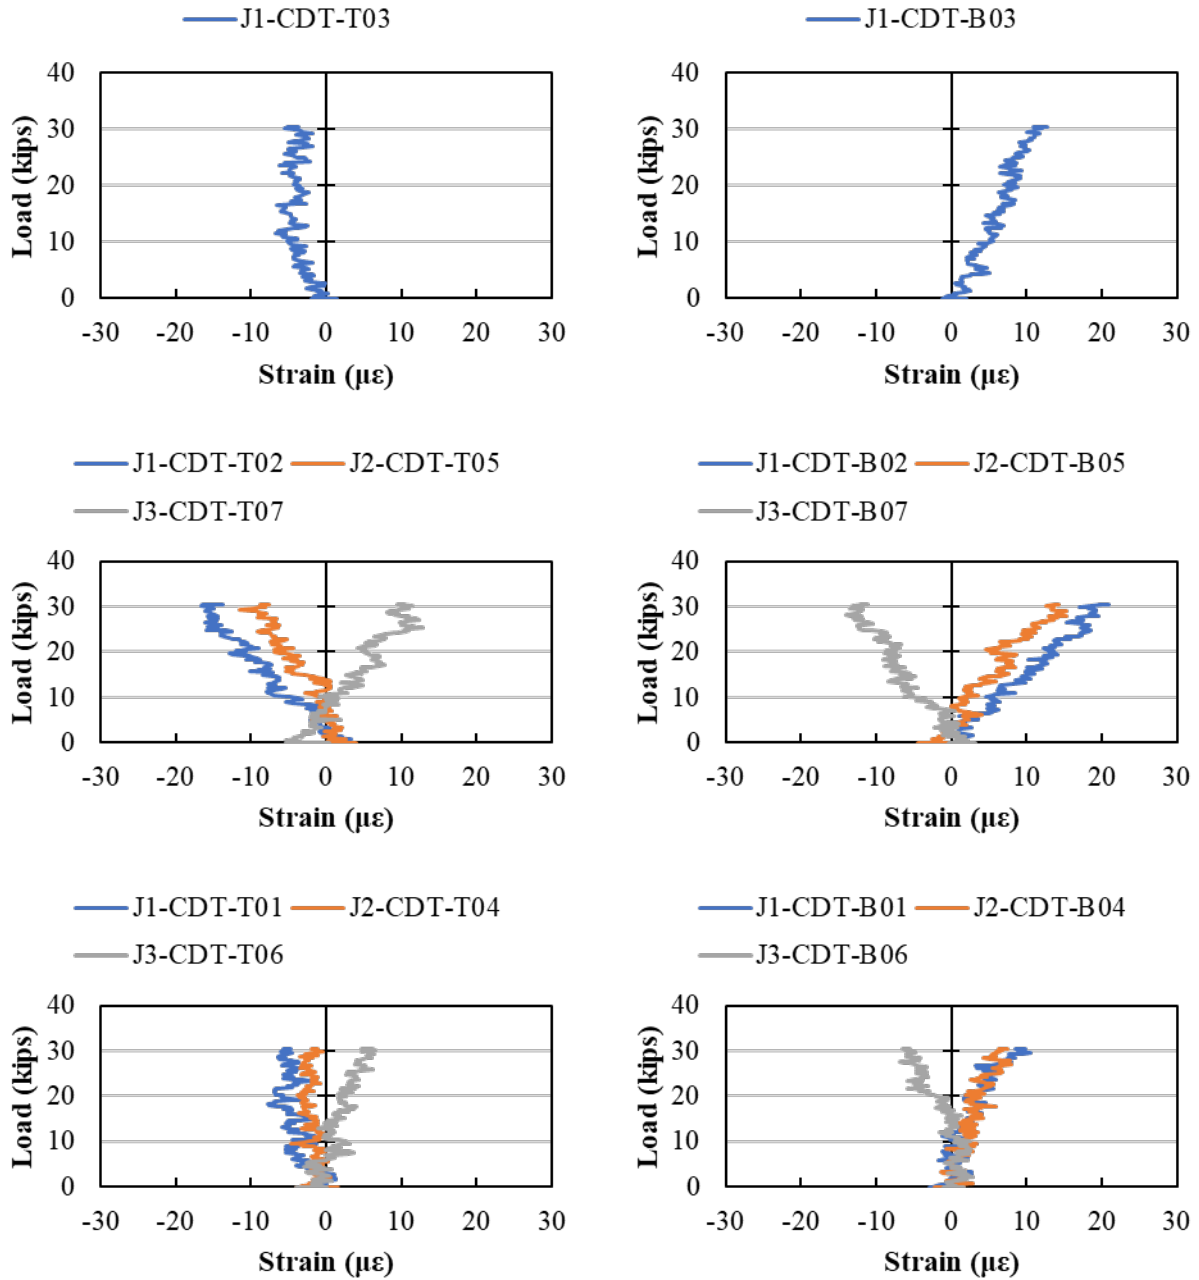 J1-CDT-T03
40
30
20
10
0
Load (kips)
-30 -20 -10 0 10 20 30
Strain (με)
J1-CDT-B03
40
30
20
10
0
Load (kips)
-30 -20 -10 0 10 20 30
Strain (με)
J1-CDT-T02 J2-CDT-T05
J3-CDT-T07
40
30
20
10
0
Load (kips)
-30 -20 -10 0 10 20 30
Strain (με)
J1-CDT-B02 J2-CDT-B05
J3-CDT-B07
40
30
20
10
0
Load (kips)
-30 -20 -10 0 10 20 30
Strain (με)
J1-CDT-T01 J2-CDT-T04
J3-CDT-T06
40
30
20
10
0
Load (kips)
-30 -20 -10 0 10 20 30
Strain (με)
J1-CDT-B01 J2-CDT-B04
J3-CDT-B06
40
30
20
10
0
Load (kips)
-30 -20 -10 0 10 20 30
Strain (με)